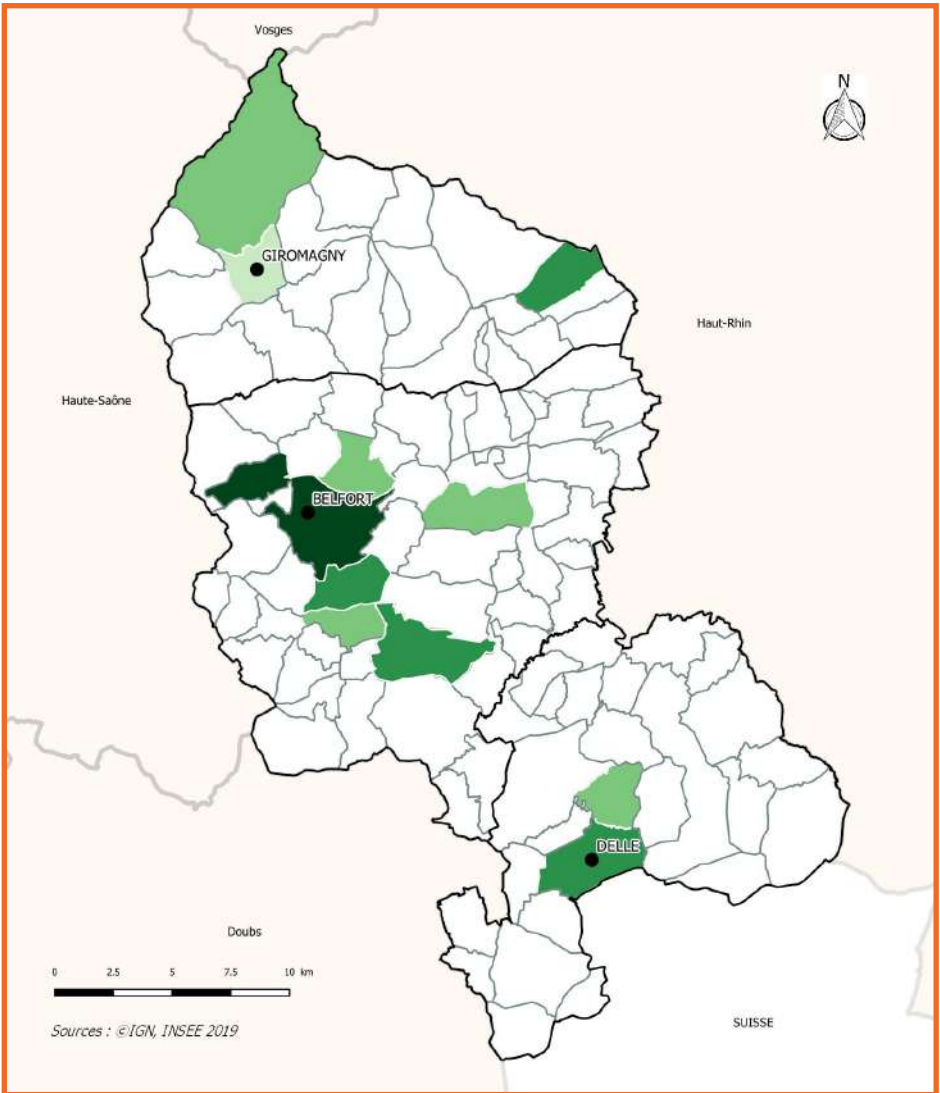 Vosges
N
GIROMAGNY
Haut-Rhin
Haute-Saône
BELFORT
DELLE
Doubs
0 2.5 5 7.5 10 km
Sources : ©IGN, INSEE 2019
SUISSE